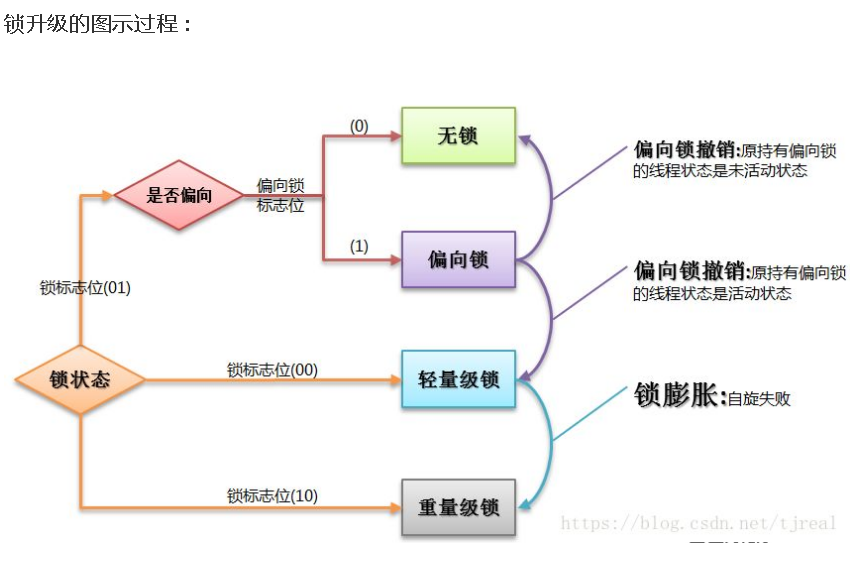 锁升级的图示过程：
(0)
无锁
偏向锁撤销:原持有偏向锁
的线程状态是未活动状态
是否偏向
偏向锁
标志位
(1)
偏向锁
偏向锁撤销:原持有偏向锁
的线程状态是活动状态
锁标志位(01)
锁状态
锁标志位(00)
轻量级锁
锁膨胀:自旋失败
锁标志位(10)
重量级锁
https://blog.csdn.net/tjreal